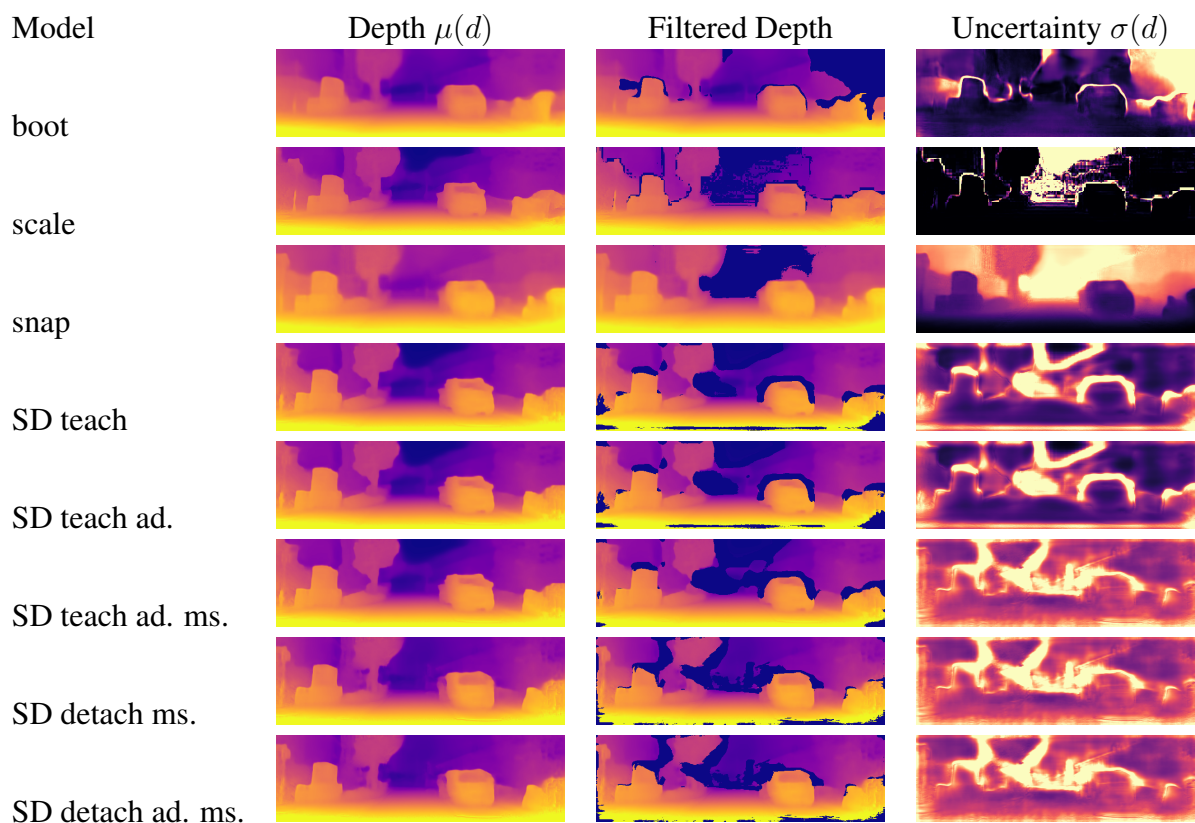 Model Depth μ(d) Filtered Depth Uncertainty σ(d)
boot
scale
snap
SD teach
SD teach ad.
SD teach ad. ms.
SD detach ms.
SD detach ad. ms.